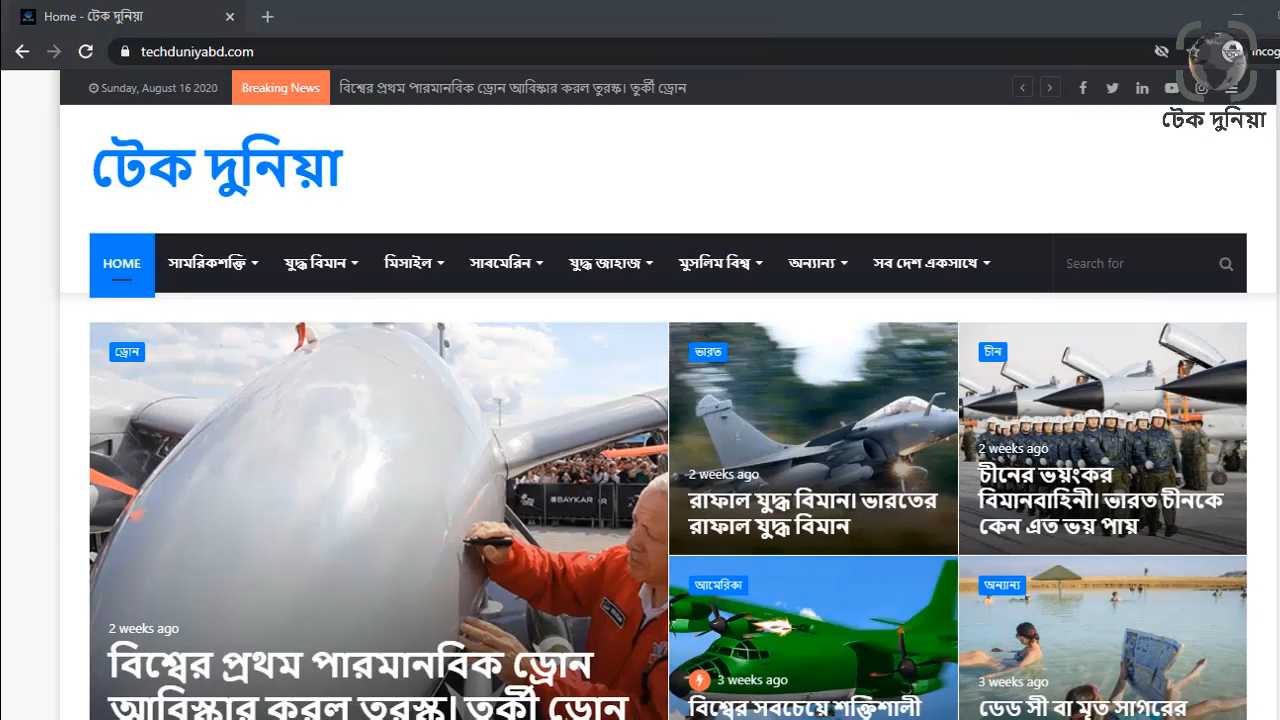 Home - টেক দুনিয়া
techduniyabd.com
Sunday, August 16 2020
Breaking News
বিশ্বের প্রথম পারমানবিক ড্রোন আবিস্কার করল তুরস্ক। তুর্কী ড্রোন
টেক দুনিয়া
টেক দুনিয়া
HOME সামরিকশক্তি যুদ্ধ বিমান মিসাইল সাবমেরিন যুদ্ধ জাহাজ মুসলিম বিশ্ব অন্যান্য সব দেশ একসাথে Search for
ড্রোন
BAYKAR
2 weeks ago
বিশ্বের প্রথম পারমানবিক ড্রোন
আবিস্কার করল তুরস্ক। তুর্কী ড্রোন
ভারত
2 weeks ago
রাফাল যুদ্ধ বিমান। ভারতের
রাফাল যুদ্ধ বিমান
চীন
2 weeks ago
চীনের ভয়ংকর
বিমানবাহিনী। ভারত চীনকে
কেন এত ভয় পায়
আমেরিকা
3 weeks ago
বিশ্বের সবচেয়ে শক্তিশালী
অন্যান্য
3 weeks ago
ডেড সী বা মৃত সাগরের